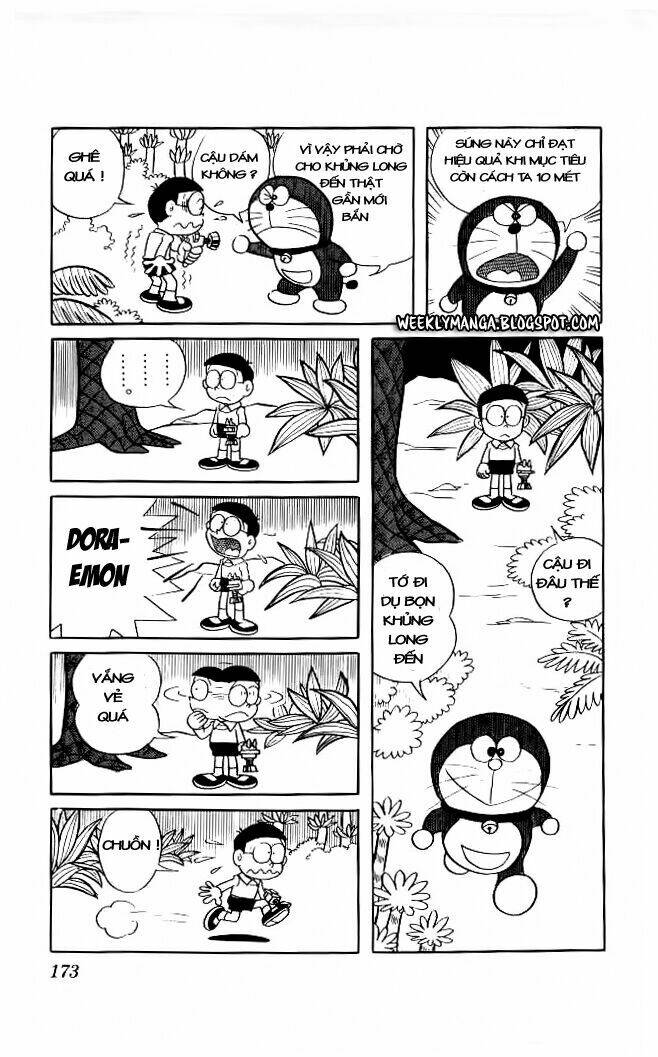 SÚNG NÀY CHỈ ĐẠT
HIỆU QUẢ KHI MỤC TIÊU
CÒN CÁCH TA 10 MÉT
VÌ VẬY PHẢI CHỜ
CHO KHỦNG LONG
ĐẾN THẬT
GẦN MỚI
BẮN
CẬU DÁM
KHÔNG ?
GHÊ
QUÁ !
WEEKLYMANGA.BLOGSPOT.COM
CẬU ĐI
ĐÂU THẾ
?
TỚ ĐI
DỤ BỌN
KHỦNG
LONG
ĐẾN
......
......
DORA-
EMON
VẮNG
VẺ
QUÁ
CHUỒN !
173